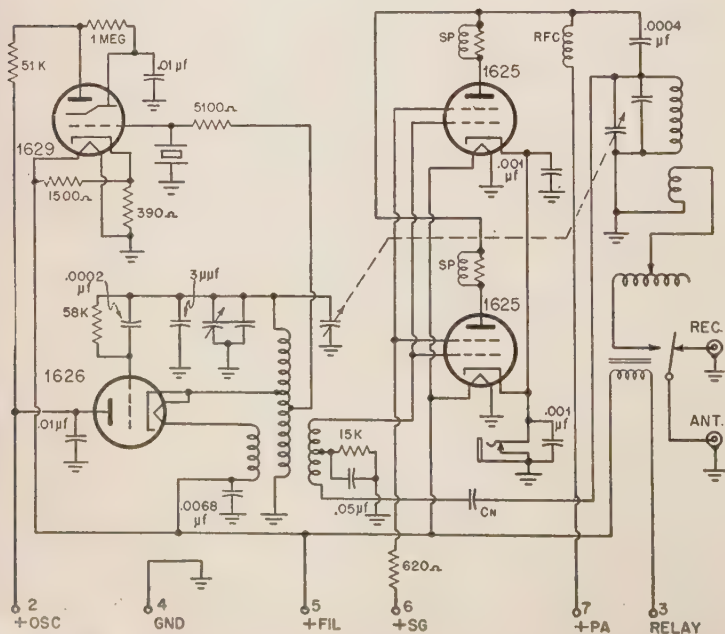 1 MEG
51 K
.01 µf
1629
5100Ω
1500Ω
390Ω
SP
1625
RFC
.0004
µf
.001
µf
SP
1625
.0002
µf
3µµf
58K
1626
.01µf
.0068
µf
15K
.05µf
CN
.001
µf
REC.
ANT.
620Ω
2
+OSC
4
GND
5
+FIL
6
+SG
7
+PA
3
RELAY